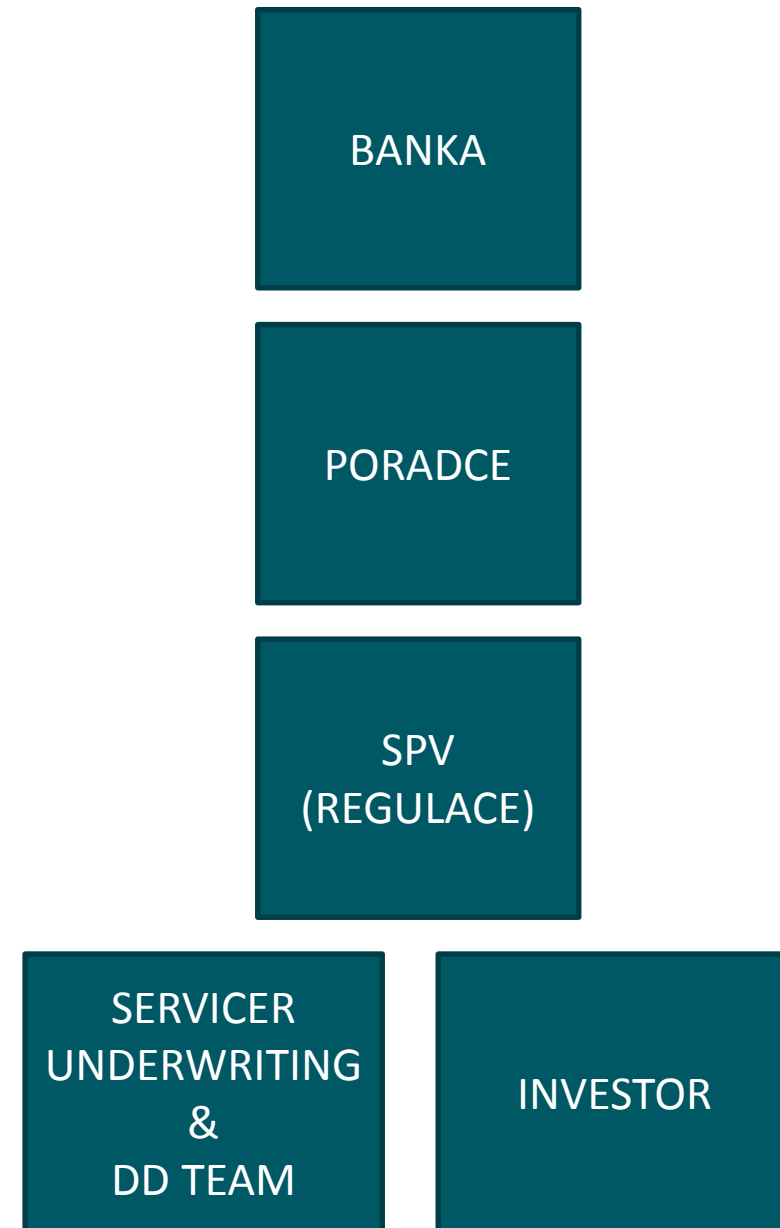 BANKA
PORADCE
SPV
(REGULACE)
SERVICER
UNDERWRITING
&
DD TEAM
INVESTOR